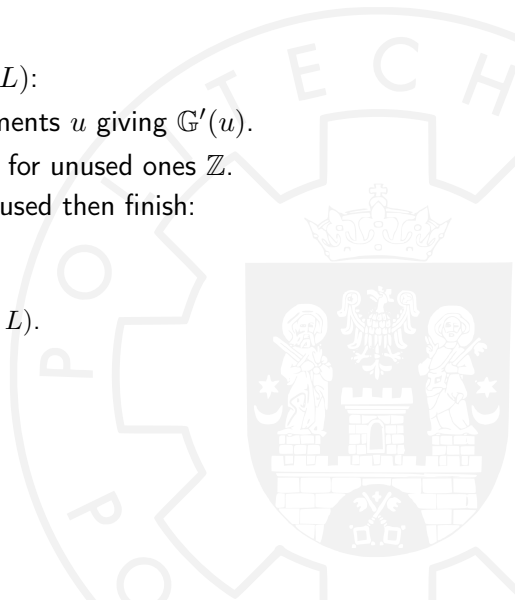 L):
ments u giving 𝔾′(u).
for unused ones ℤ.
used then finish:
L).
P O
P O
T E C H